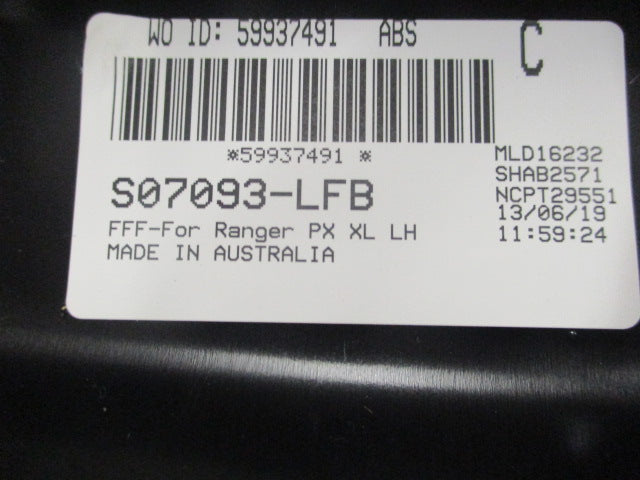 WO ID: 59937491 ABS C
*59937491 *
S07093-LFB
FFF-For Ranger PX XL LH
MADE IN AUSTRALIA
MLD16232
SHAB2571
NCPT29551
13/06/19
11:59:24